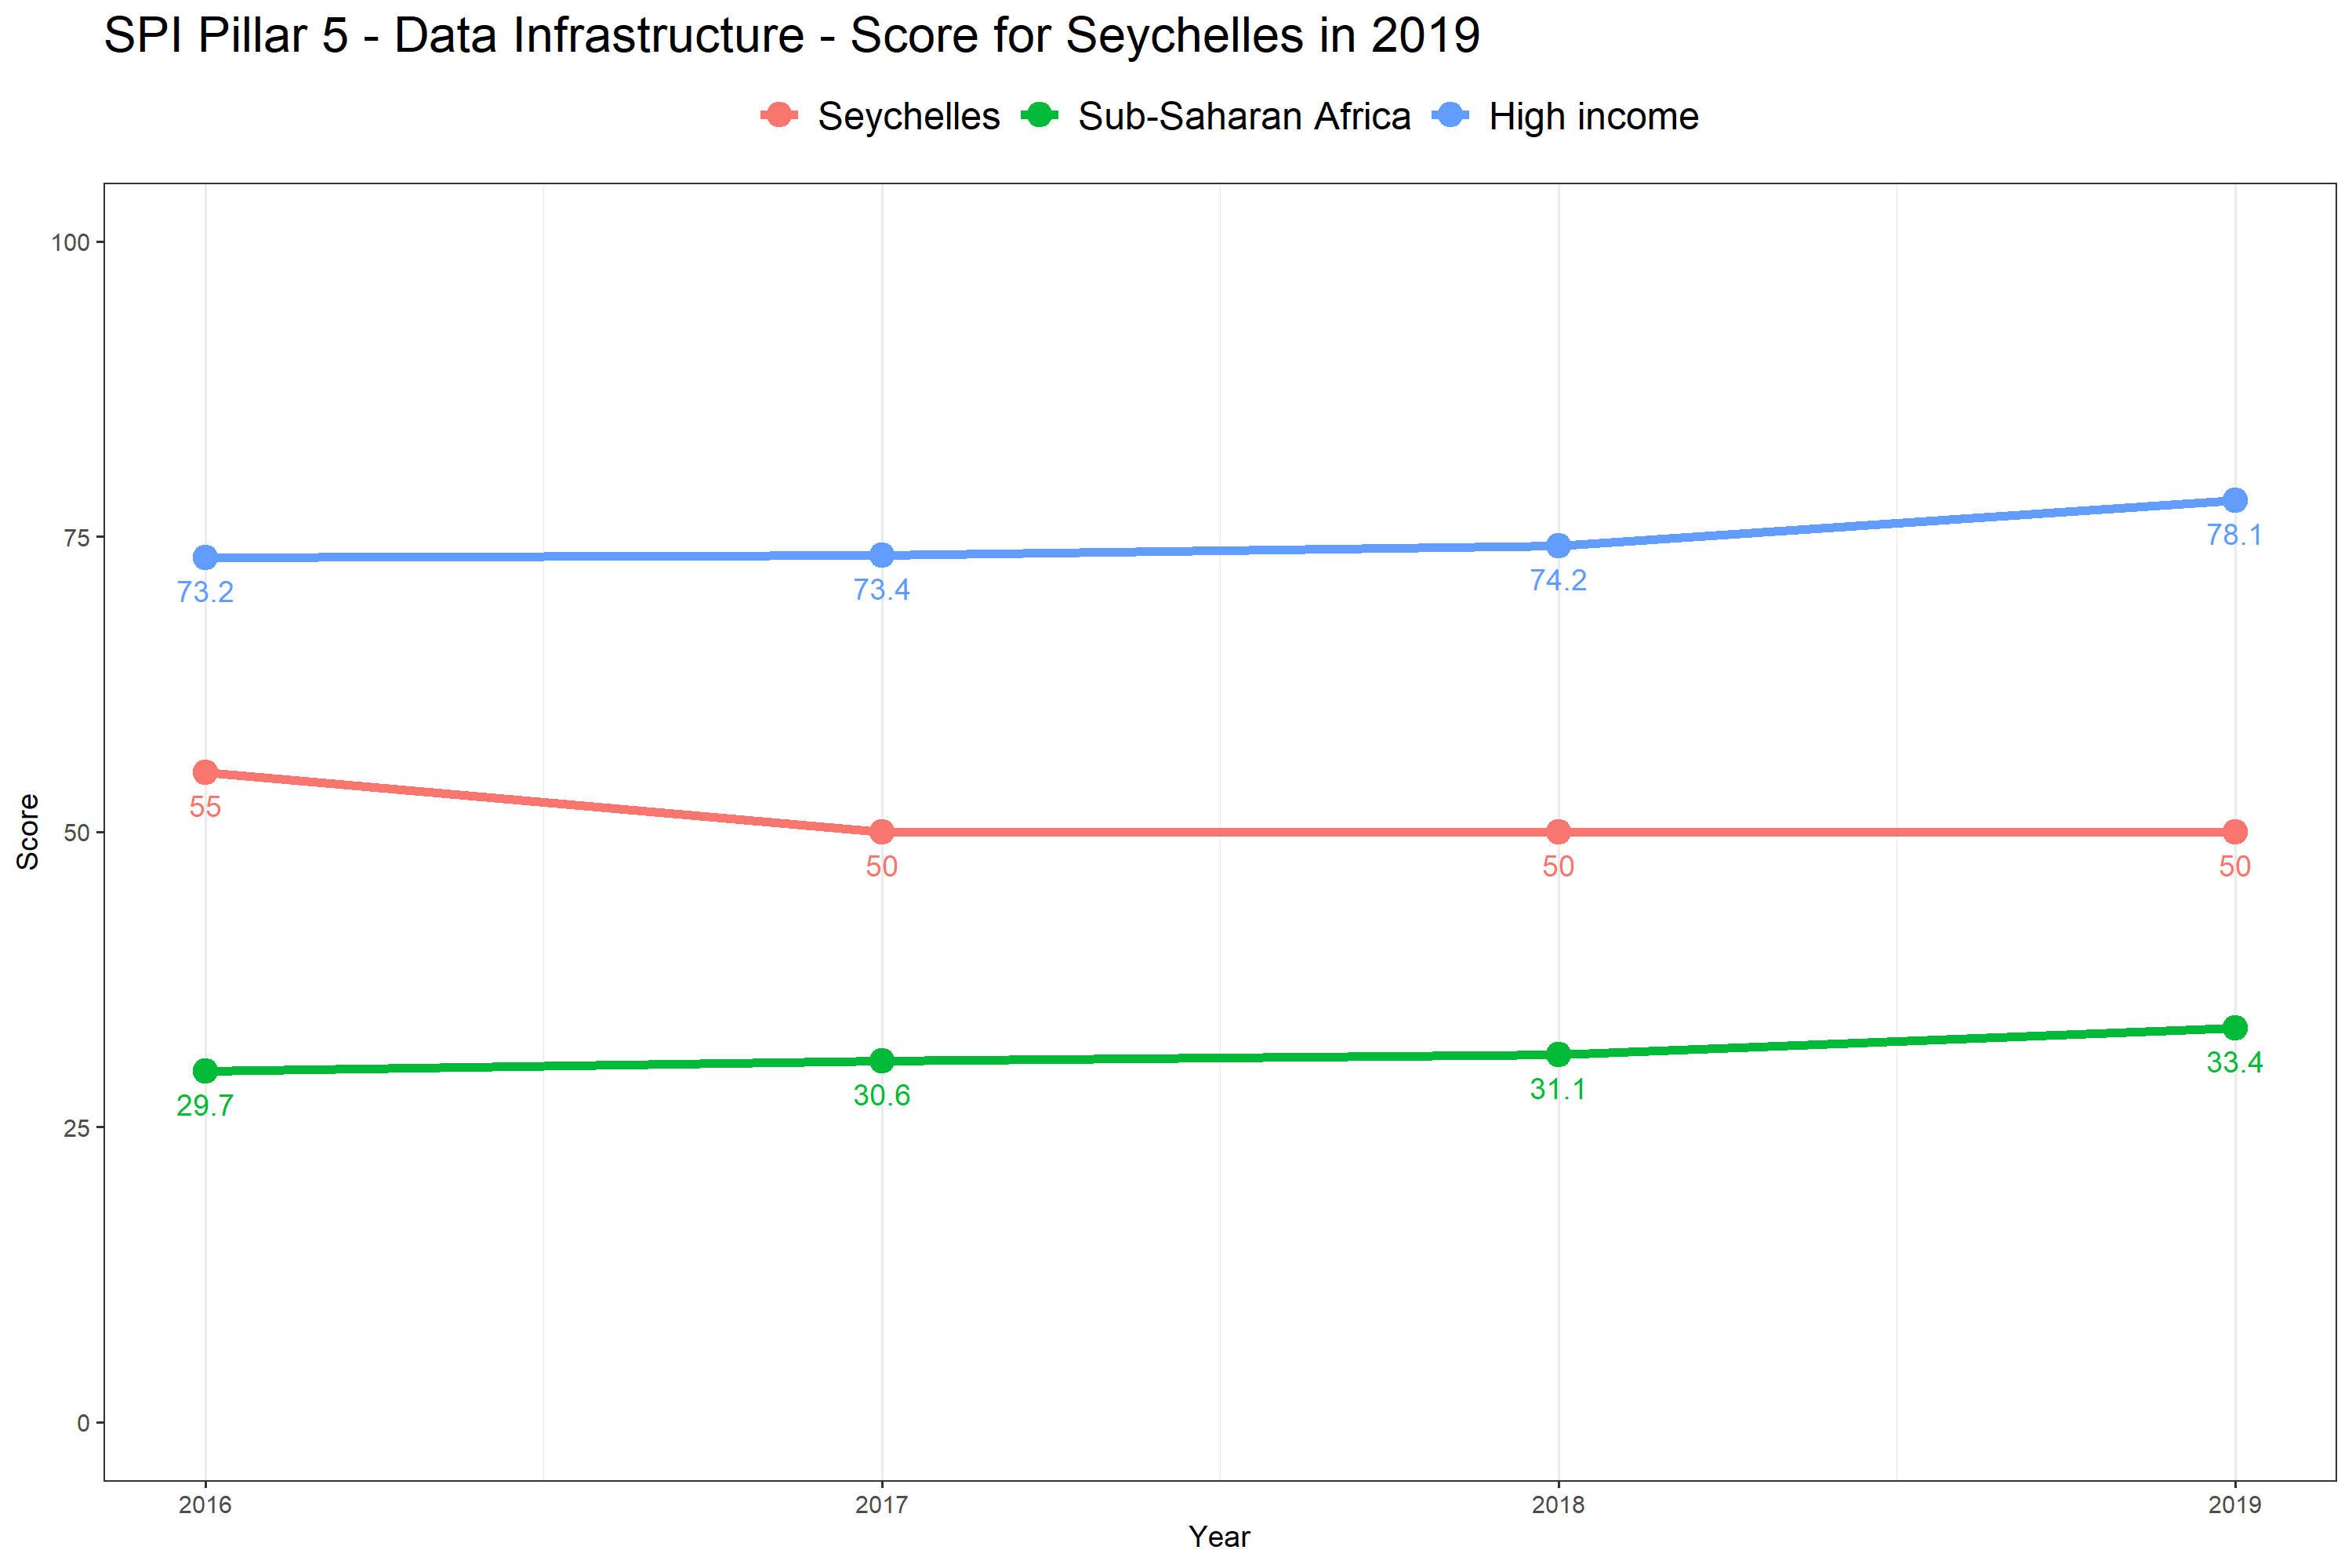 SPI Pillar 5 - Data Infrastructure - Score for Seychelles in 2019
Seychelles Sub-Saharan Africa High income
100
75
50
25
0
Score
73.2 73.4 74.2 78.1
55 50 50 50
29.7 30.6 31.1 33.4
2016 2017 2018 2019
Year